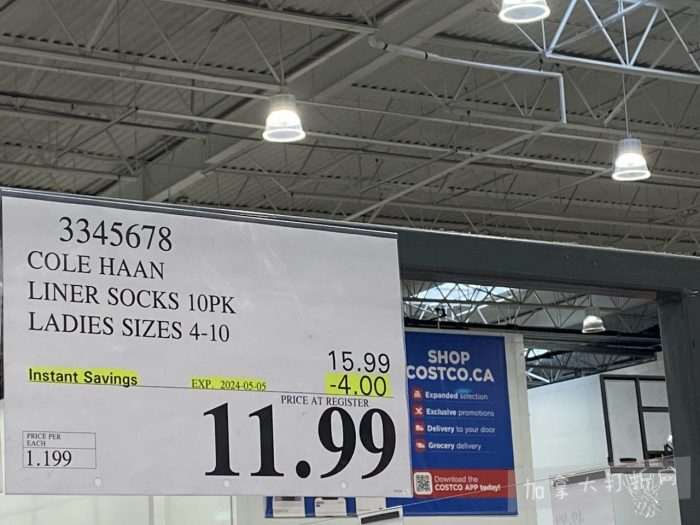 3345678
COLE HAAN
LINER SOCKS 10PK
LADIES SIZES 4-10
15.99
Instant Savings EXP. 2024-05-05 -4.00
PRICE AT REGISTER
11.99
PRICE PER
EACH
1.199
SHOP
COSTCO.CA
Expanded selection
Exclusive promotions
Delivery to your door
Grocery delivery
Download the
COSTCO APP today!
加拿大打折网